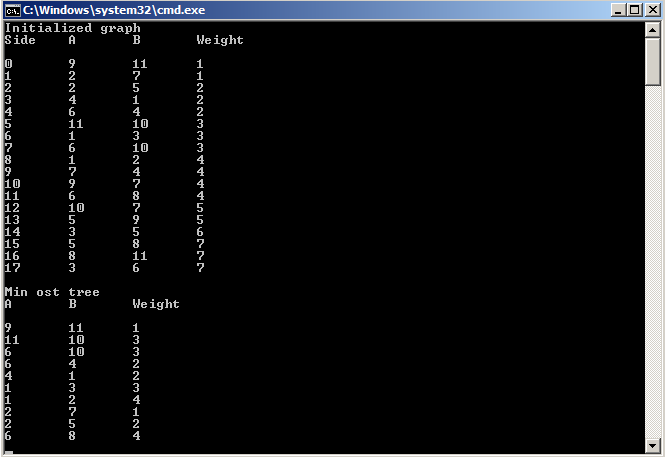 C:\Windows\system32\cmd.exe
Initialized graph
Side A B Weight
0 9 11 1
1 2 7 1
2 2 5 2
3 4 1 2
4 6 4 2
5 11 10 3
6 1 3 3
7 6 10 3
8 1 2 4
9 7 4 4
10 9 7 4
11 6 8 4
12 10 7 5
13 5 9 5
14 3 5 6
15 5 8 7
16 8 11 7
17 3 6 7
Min ost tree
A B Weight
9 11 1
11 10 3
6 10 3
6 4 2
4 1 2
1 3 3
1 2 4
2 7 1
2 5 2
6 8 4